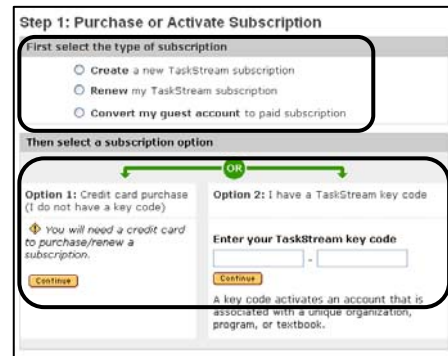 Step 1: Purchase or Activate Subscription
First select the type of subscription
Create a new TaskStream subscription
Renew my TaskStream subscription
Convert my guest account to paid subscription
Then select a subscription option
OR
Option 1: Credit card purchase
(I do not have a key code)
You will need a credit card
to purchase/renew a
subscription.
Continue
Option 2: I have a TaskStream key code
Enter your TaskStream key code
-
Continue
A key code activates an account that is
associated with a unique organization,
program, or textbook.